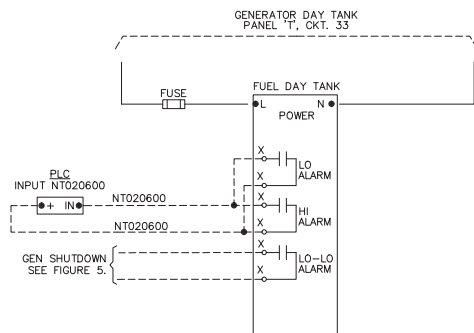 GENERATOR DAY TANK
PANEL 'T', CKT. 33
FUSE
FUEL DAY TANK
L
N
POWER
X
LO
ALARM
X
PLC
INPUT NT020600
+ IN
NT020600
X
HI
ALARM
NT020600
X
GEN SHUTDOWN
SEE FIGURE 5.
X
LO-LO
ALARM
X